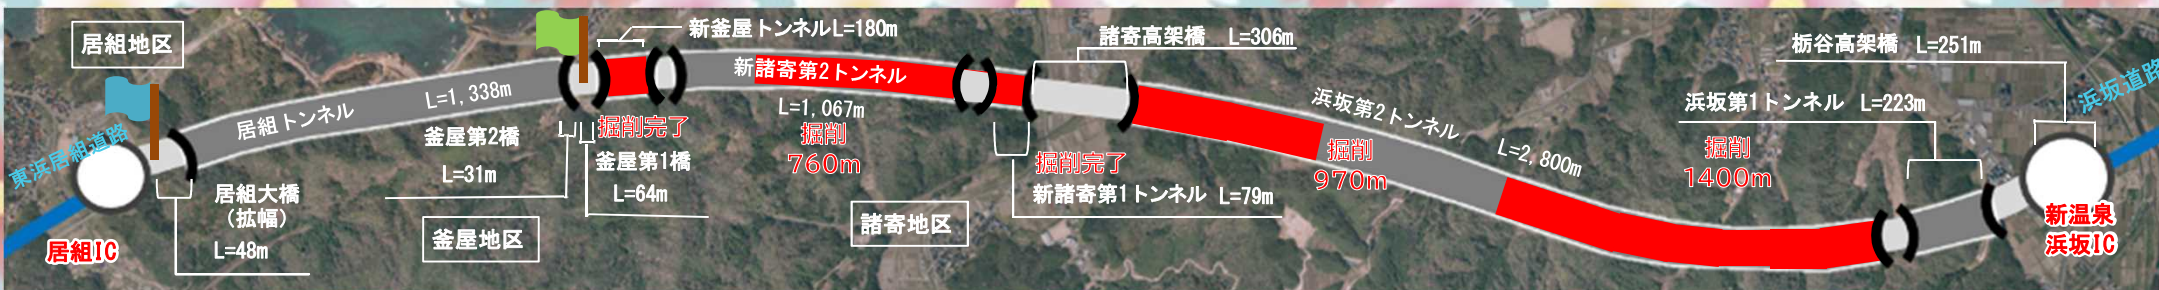 居組地区
東浜居組道路
居組IC
居組大橋
(拡幅)
L=48m
居組トンネル
L=1,338m
釜屋第2橋
L=31m
釜屋地区
掘削完了
釜屋第1橋
L=64m
新釜屋トンネルL=180m
新諸寄第2トンネル
L=1,067m
掘削
760m
諸寄地区
諸寄高架橋 L=306m
掘削完了
新諸寄第1トンネル L=79m
浜坂第2トンネル
L=2,800m
掘削
970m
掘削
1400m
浜坂第1トンネル L=223m
栃谷高架橋 L=251m
浜坂道路
新温泉
浜坂IC